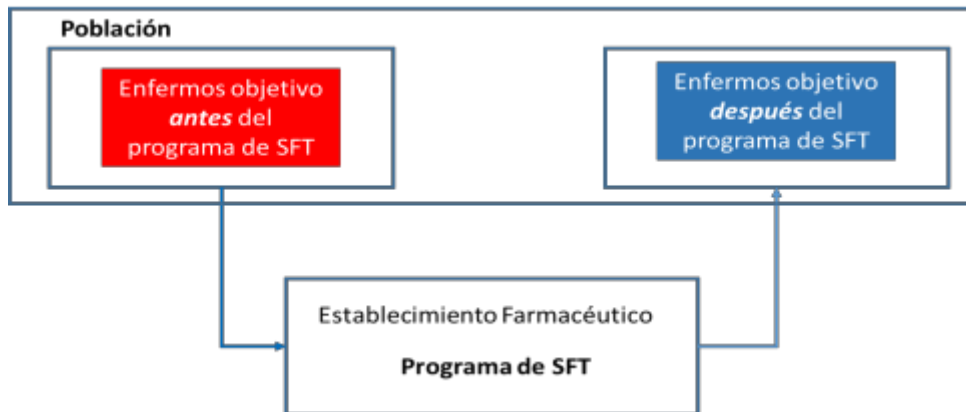 Población
Enfermos objetivo
antes del
programa de SFT
Enfermos objetivo
después del
programa de SFT
Establecimiento Farmacéutico
Programa de SFT